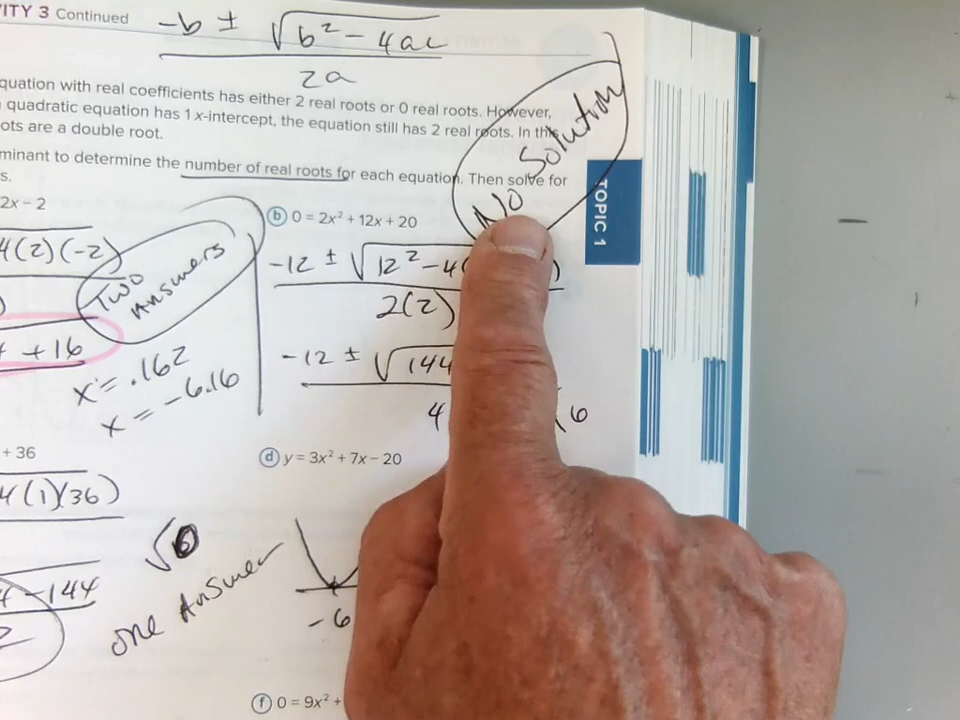 ITY 3 Continued
-b ± √b² - 4ac
2a
quation with real coefficients has either 2 real roots or 0 real roots. However,
quadratic equation has 1 x-intercept, the equation still has 2 real roots. In this
ots are a double root.
minant to determine the number of real roots for each equation. Then solve for
s.
No Solution
TOPIC 1
2x - 2
4(2)(-2)
Two
Answers
+ 16
x = .162
x = -6.16
b 0 = 2x² + 12x + 20
-12 ± √12² - 4( )
2(2)
-12 ± √144
4
16
+ 36
4(1)(36)
-144
2
√0
one Answer
d y = 3x² + 7x - 20
-6
f 0 = 9x² +